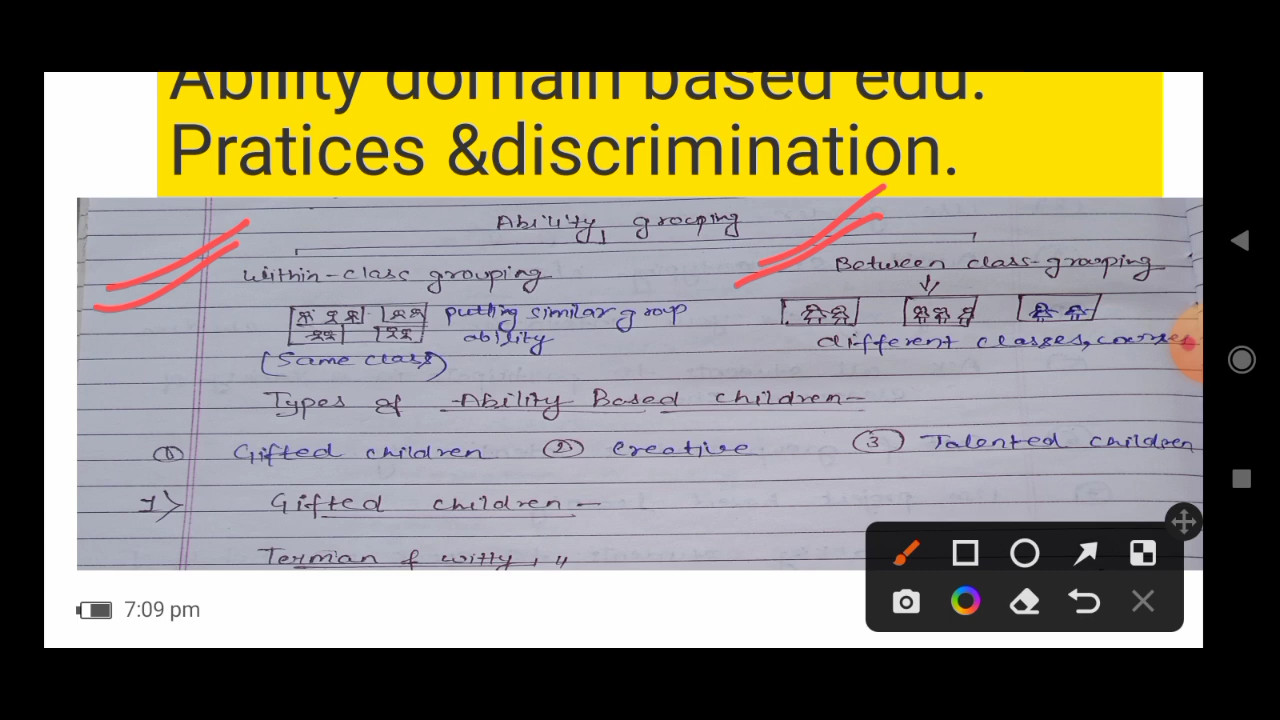 Ability domain based edu.
Pratices &discrimination.
Ability grouping
within-class grouping
Between class-grouping
putting similar group
ability
(Same class)
different classes, courses
Types of Ability Based children-
① Gifted children ② creative ③ Talented children
1> Gifted children -
Termian & witty, "
7:09 pm